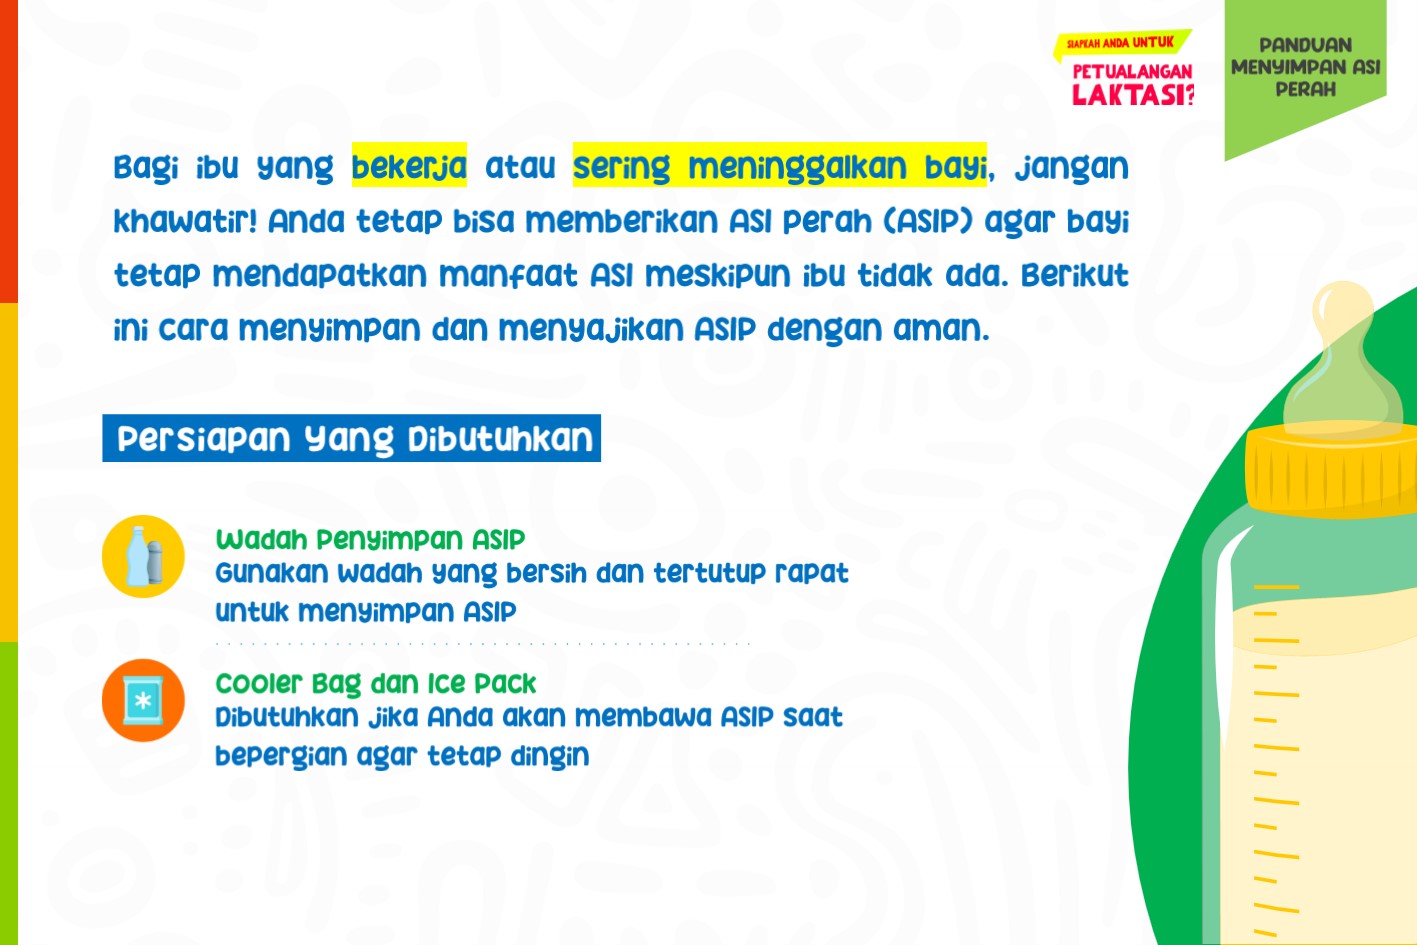 SIAPKAH ANDA UNTUK
PETUALANGAN
LAKTASI?
PANDUAN
MENYIMPAN ASI
PERAH
Bagi ibu yang bekerja atau sering meninggalkan bayi, jangan
khawatir! Anda tetap bisa memberikan ASI Perah (ASIP) agar bayi
tetap mendapatkan manfaat ASI meskipun ibu tidak ada. Berikut
ini cara menyimpan dan menyajikan ASIP dengan aman.
Persiapan Yang Dibutuhkan
Wadah Penyimpan ASIP
Gunakan wadah yang bersih dan tertutup rapat
untuk menyimpan ASIP
Cooler Bag dan Ice Pack
Dibutuhkan jika Anda akan membawa ASIP saat
bepergian agar tetap dingin